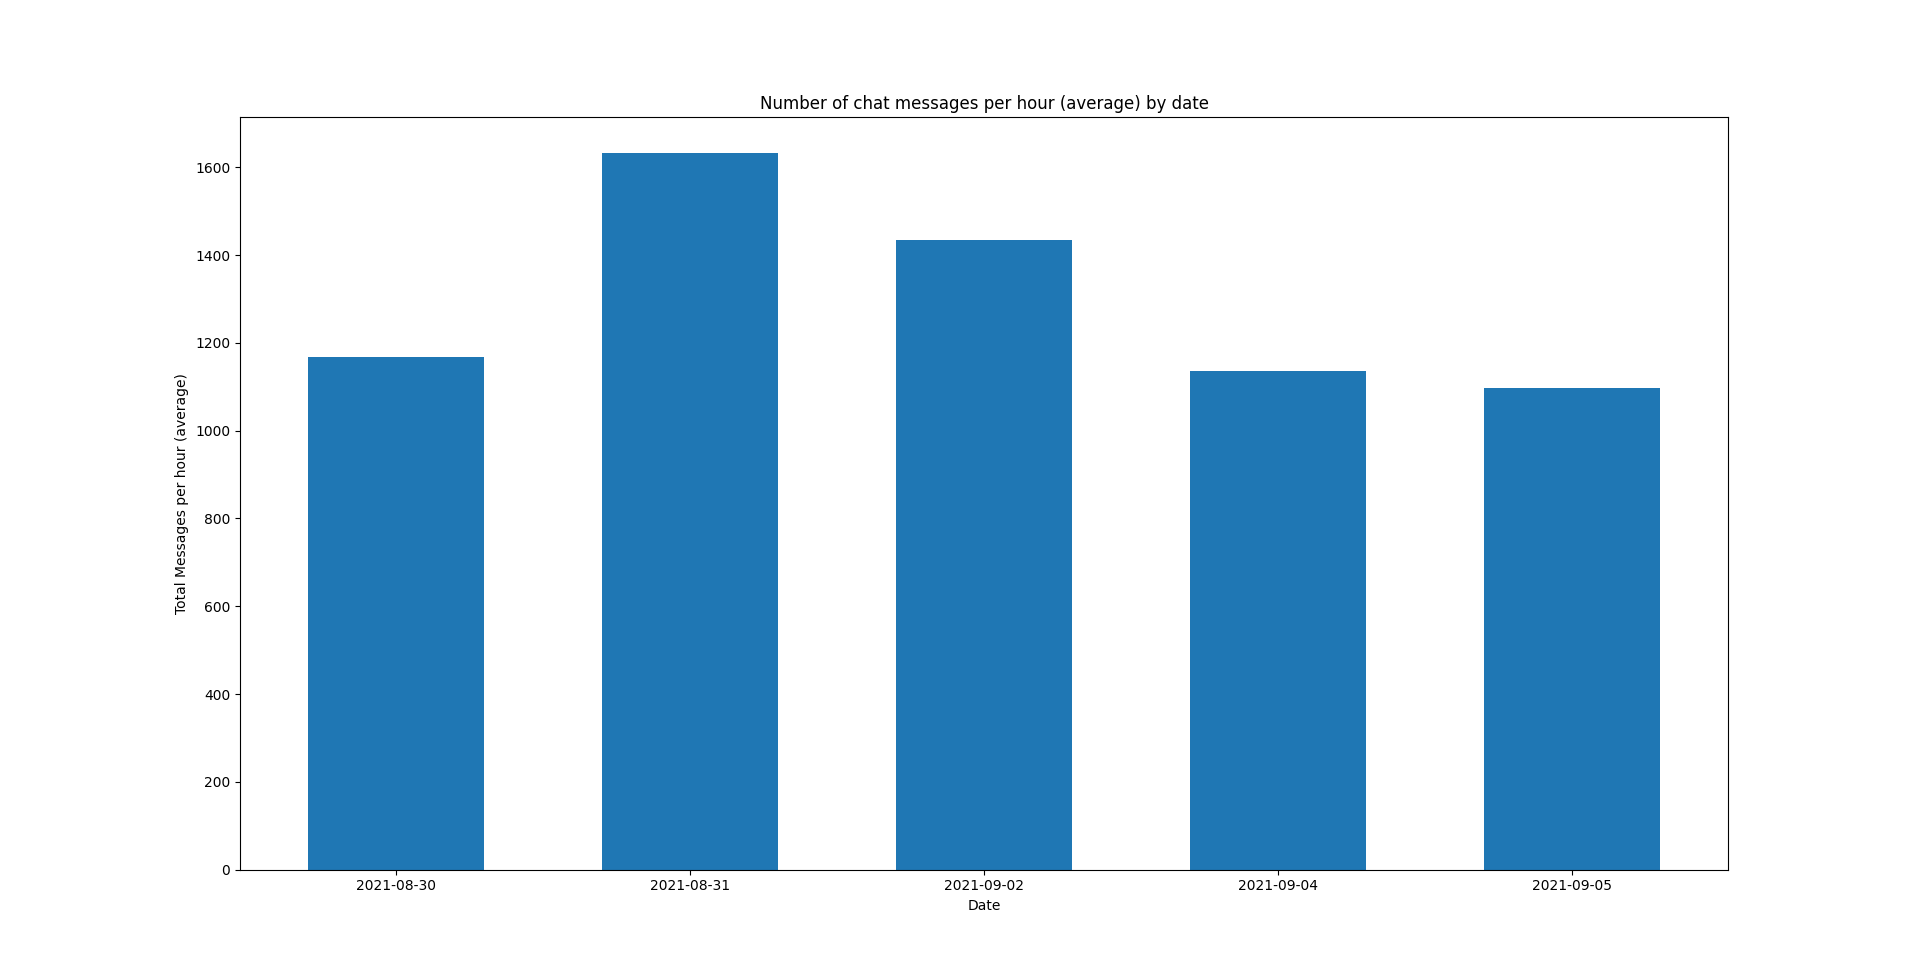 Number of chat messages per hour (average) by date
Total Messages per hour (average)
1600
1400
1200
1000
800
600
400
200
0
2021-08-30 2021-08-31 2021-09-02 2021-09-04 2021-09-05
Date